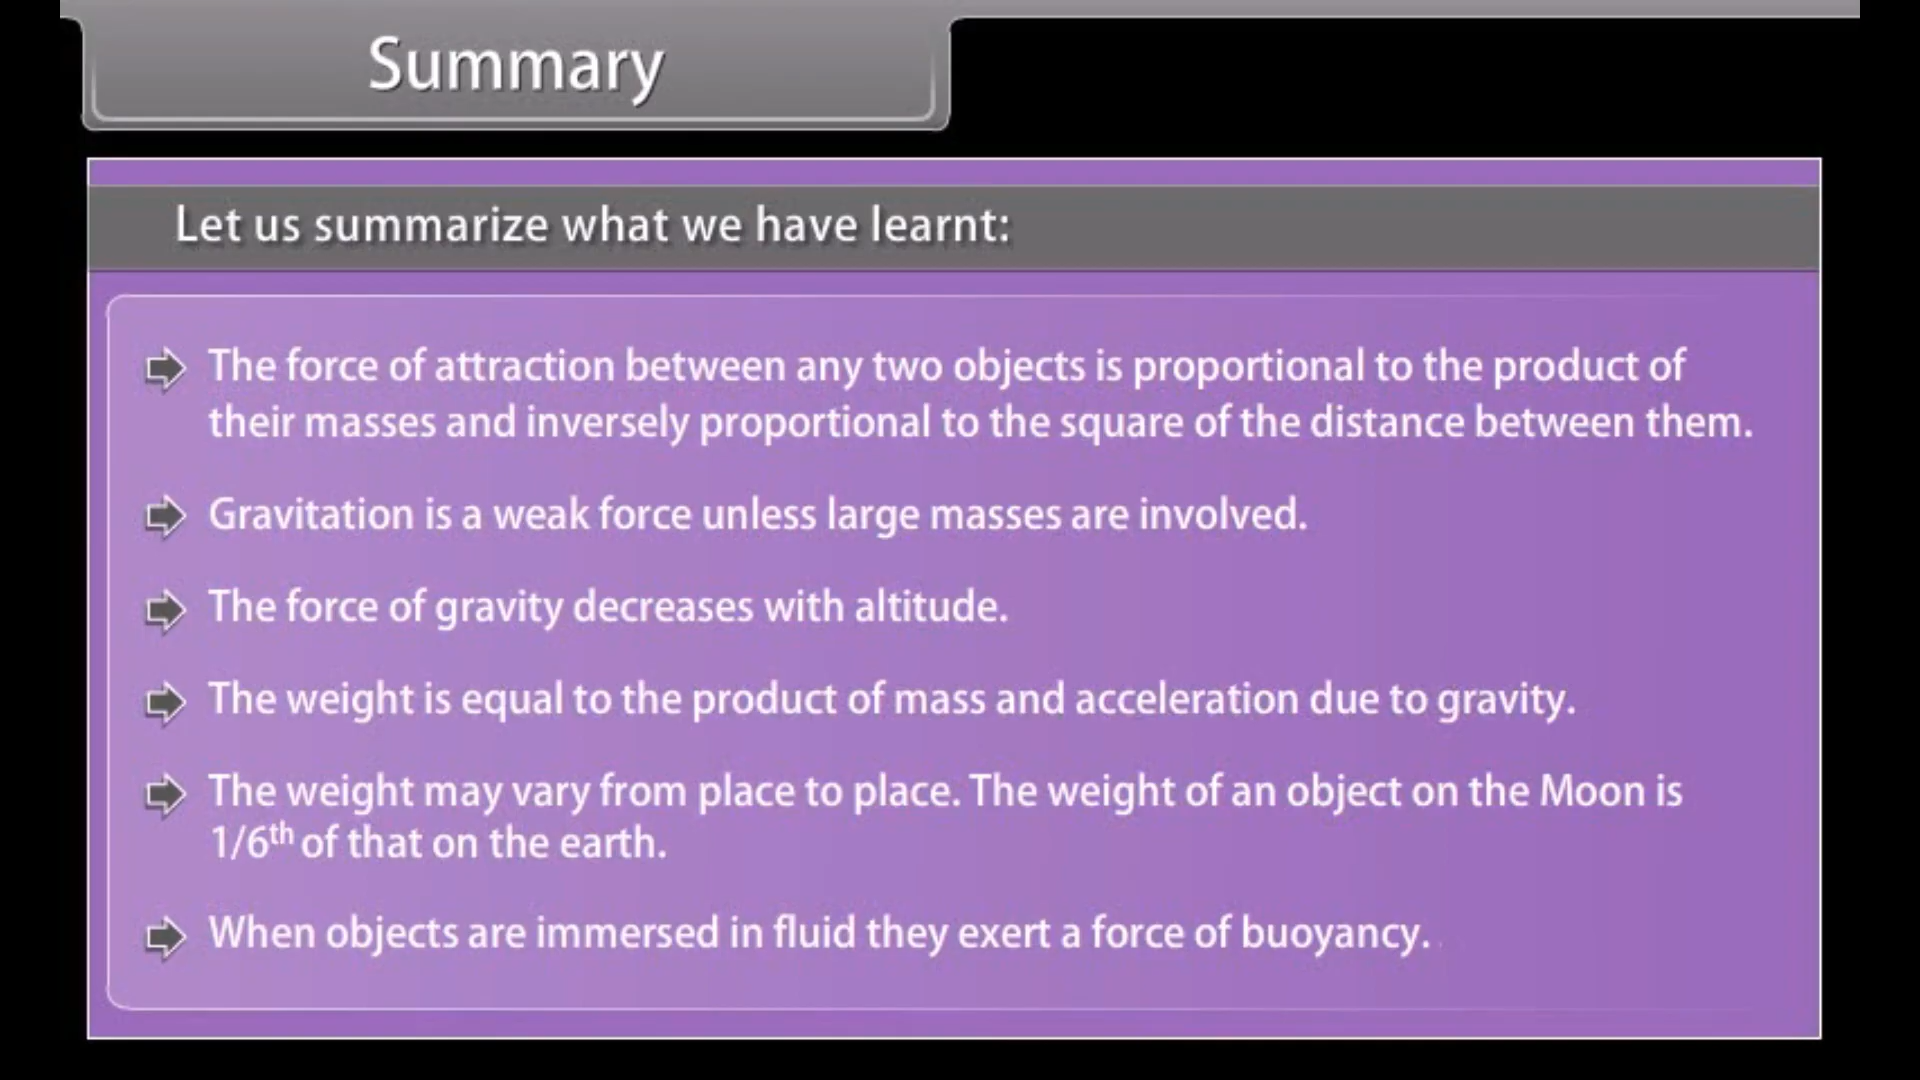 Summary
Let us summarize what we have learnt:
The force of attraction between any two objects is proportional to the product of
their masses and inversely proportional to the square of the distance between them.
Gravitation is a weak force unless large masses are involved.
The force of gravity decreases with altitude.
The weight is equal to the product of mass and acceleration due to gravity.
The weight may vary from place to place. The weight of an object on the Moon is
1/6th of that on the earth.
When objects are immersed in fluid they exert a force of buoyancy.